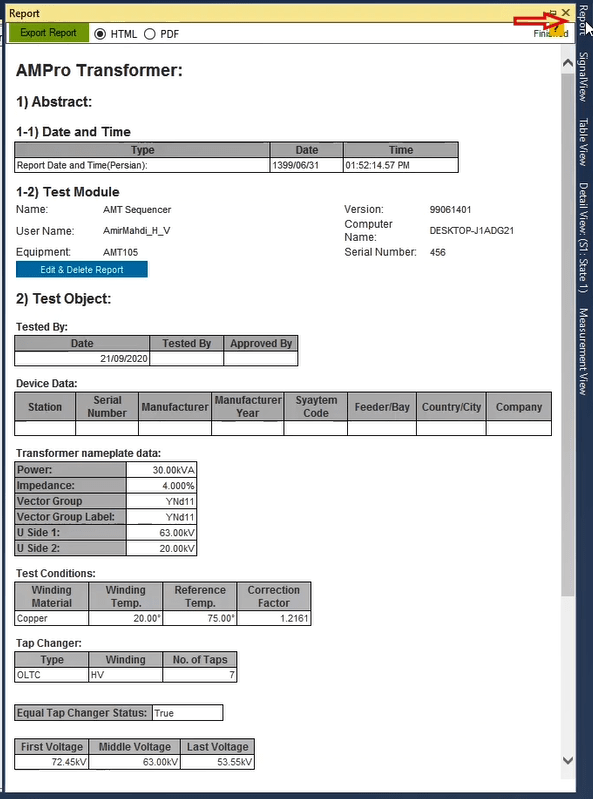 Report
Export Report HTML PDF
AMPro Transformer:
1) Abstract:
1-1) Date and Time
Type Date Time
Report Date and Time(Persian): 1399/06/31 01:52:14.57 PM
1-2) Test Module
Name: AMT Sequencer Version: 99061401
User Name: AmirMahdi_H_V Computer Name: DESKTOP-J1ADG21
Equipment: AMT105 Serial Number: 456
Edit & Delete Report
2) Test Object:
Tested By:
Date Tested By Approved By
21/09/2020
Device Data:
Station Serial Number Manufacturer Manufacturer Year Syaytem Code Feeder/Bay Country/City Company
Transformer nameplate data:
Power: 30.00kVA
Impedance: 4.000%
Vector Group YNd11
Vector Group Label: YNd11
U Side 1: 63.00kV
U Side 2: 20.00kV
Test Conditions:
Winding Material Winding Temp. Reference Temp. Correction Factor
Copper 20.00° 75.00° 1.2161
Tap Changer:
Type Winding No. of Taps
OLTC HV 7
Equal Tap Changer Status: True
First Voltage Middle Voltage Last Voltage
72.45kV 63.00kV 53.55kV
Report
SignalView
Table View
Detail View: (S1: State 1)
Measurement View